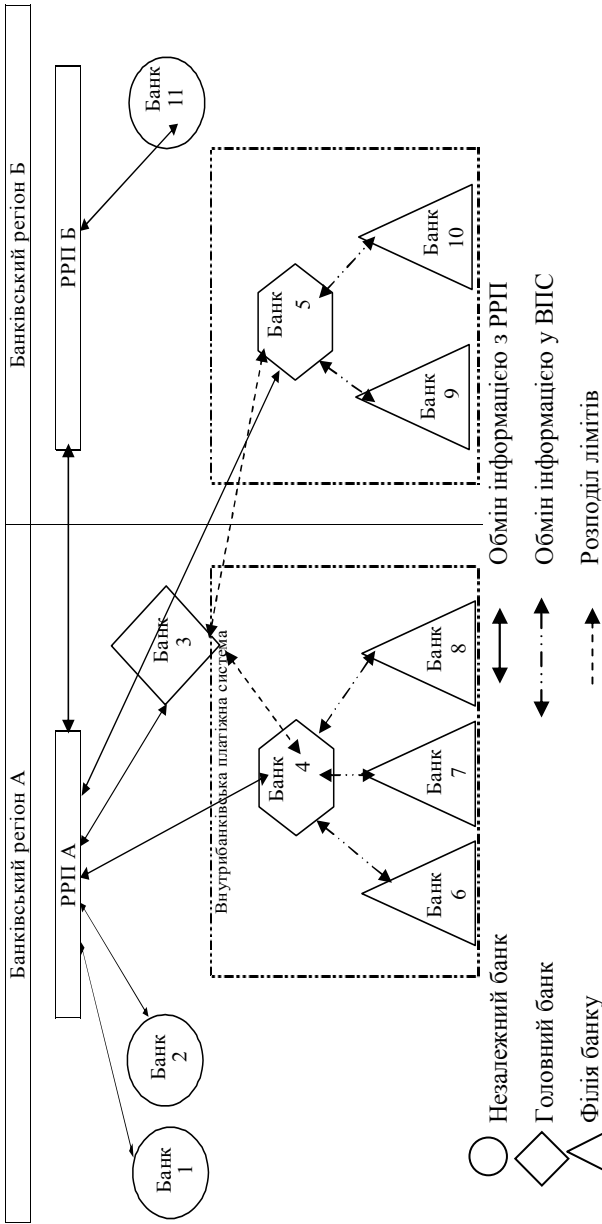 Банківський регіон А
Банківський регіон Б
РРП А
РРП Б
Банк
1
Банк
2
Банк
3
Банк
11
Внутрибанківська платіжна система
Банк
4
Банк
5
Банк
6
Банк
7
Банк
8
Банк
9
Банк
10
Незалежний банк
Головний банк
Філія банку
Обмін інформацією з РРП
Обмін інформацією у ВПС
Розподіл лімітів